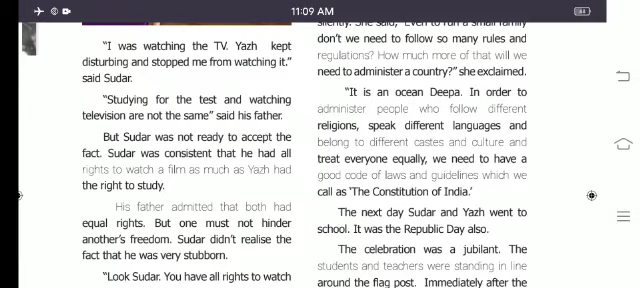 11:09 AM
"I was watching the TV. Yazh kept
disturbing and stopped me from watching it."
said Sudar.
"Studying for the test and watching
television are not the same" said his father.
But Sudar was not ready to accept the
fact. Sudar was consistent that he had all
rights to watch a film as much as Yazh had
the right to study.
His father admitted that both had
equal rights. But one must not hinder
another's freedom. Sudar didn't realise the
fact that he was very stubborn.
"Look Sudar. You have all rights to watch
silently. She said, "Even to run a small family
don't we need to follow so many rules and
regulations? How much more of that will we
need to administer a country?" she exclaimed.
"It is an ocean Deepa. In order to
administer people who follow different
religions, speak different languages and
belong to different castes and culture and
treat everyone equally, we need to have a
good code of laws and guidelines which we
call as 'The Constitution of India.'
The next day Sudar and Yazh went to
school. It was the Republic Day also.
The celebration was a jubilant. The
students and teachers were standing in line
around the flag post. Immediately after the